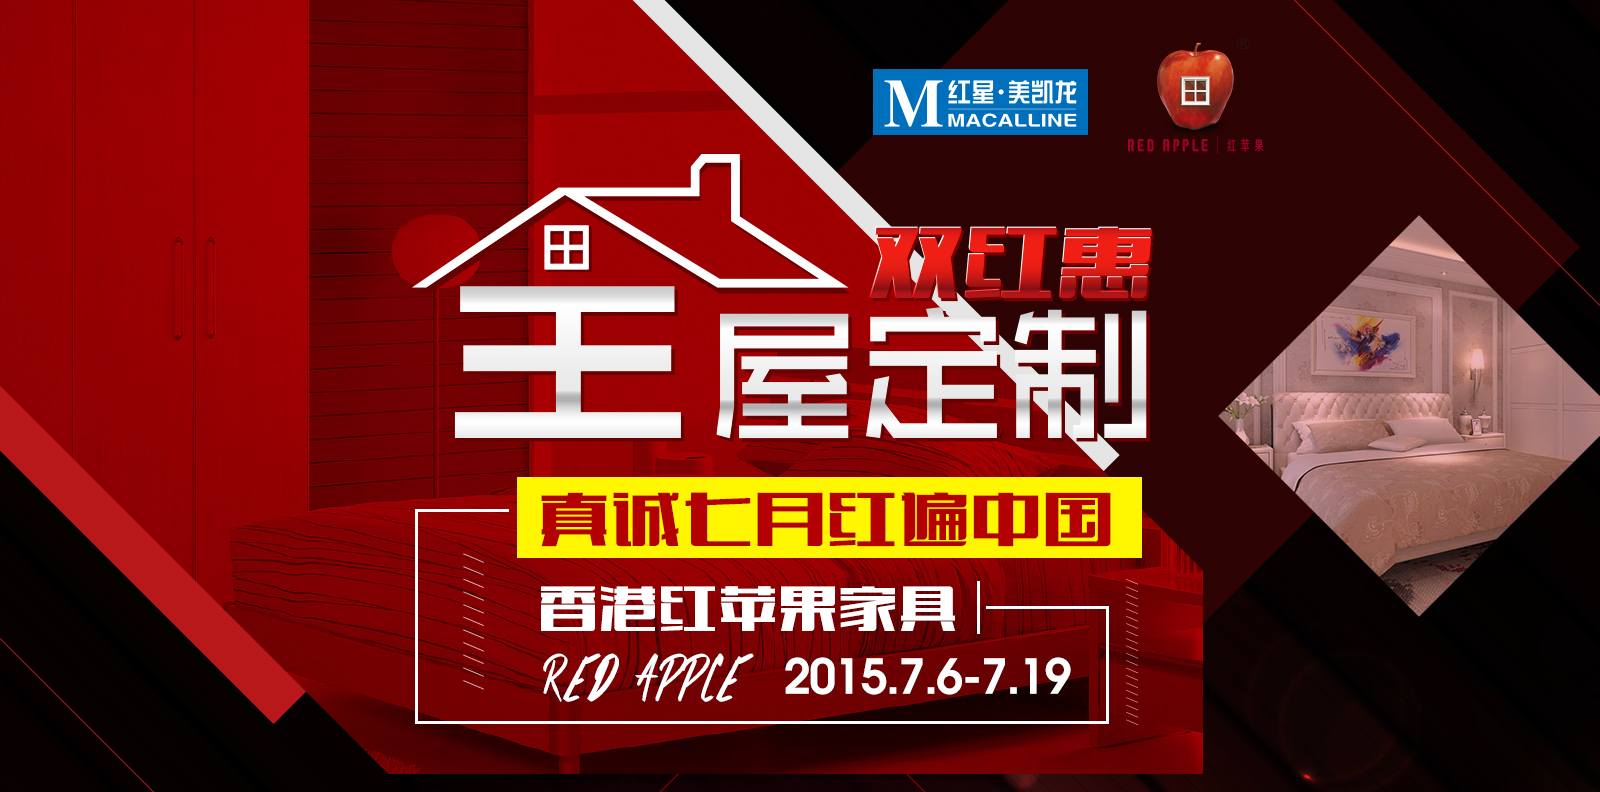 红星·美凯龙
MACALLINE
RED APPLE | 红苹果
双红惠
全屋定制
真诚七月红遍中国
香港红苹果家具
RED APPLE 2015.7.6-7.19